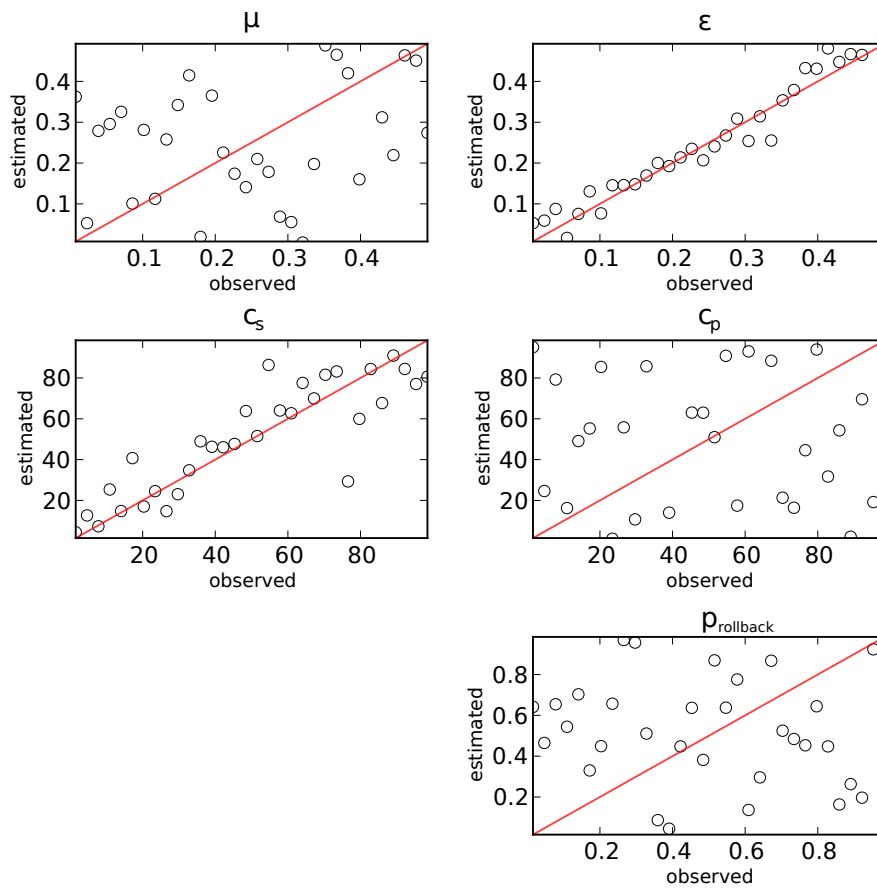 μ
estimated
0.4
0.3
0.2
0.1
0.1 0.2 0.3 0.4
observed
ε
estimated
0.4
0.3
0.2
0.1
0.1 0.2 0.3 0.4
observed
c_s
estimated
80
60
40
20
20 40 60 80
observed
c_p
estimated
80
60
40
20
20 40 60 80
observed
p_rollback
estimated
0.8
0.6
0.4
0.2
0.2 0.4 0.6 0.8
observed